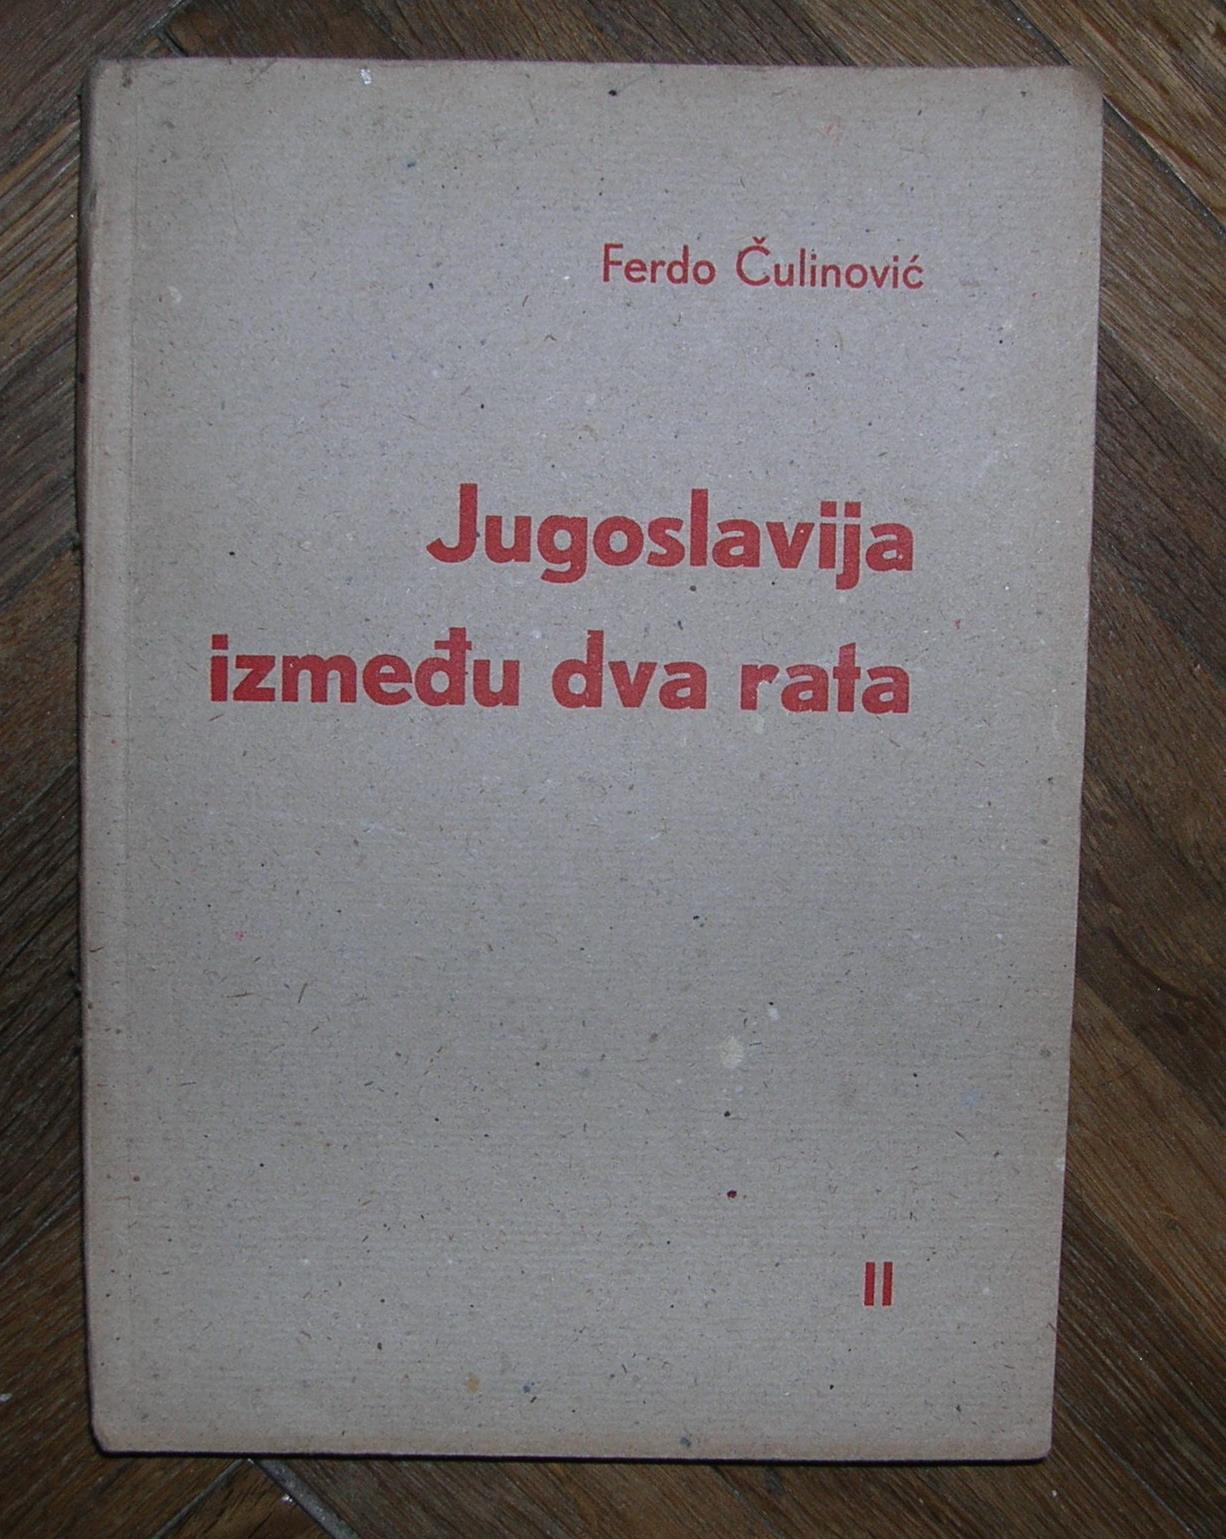 Ferdo Čulinović
Jugoslavija
između dva rata
II